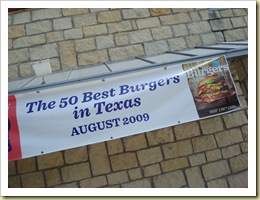 The 50 Best Burgers
in Texas
AUGUST 2009
Burgers